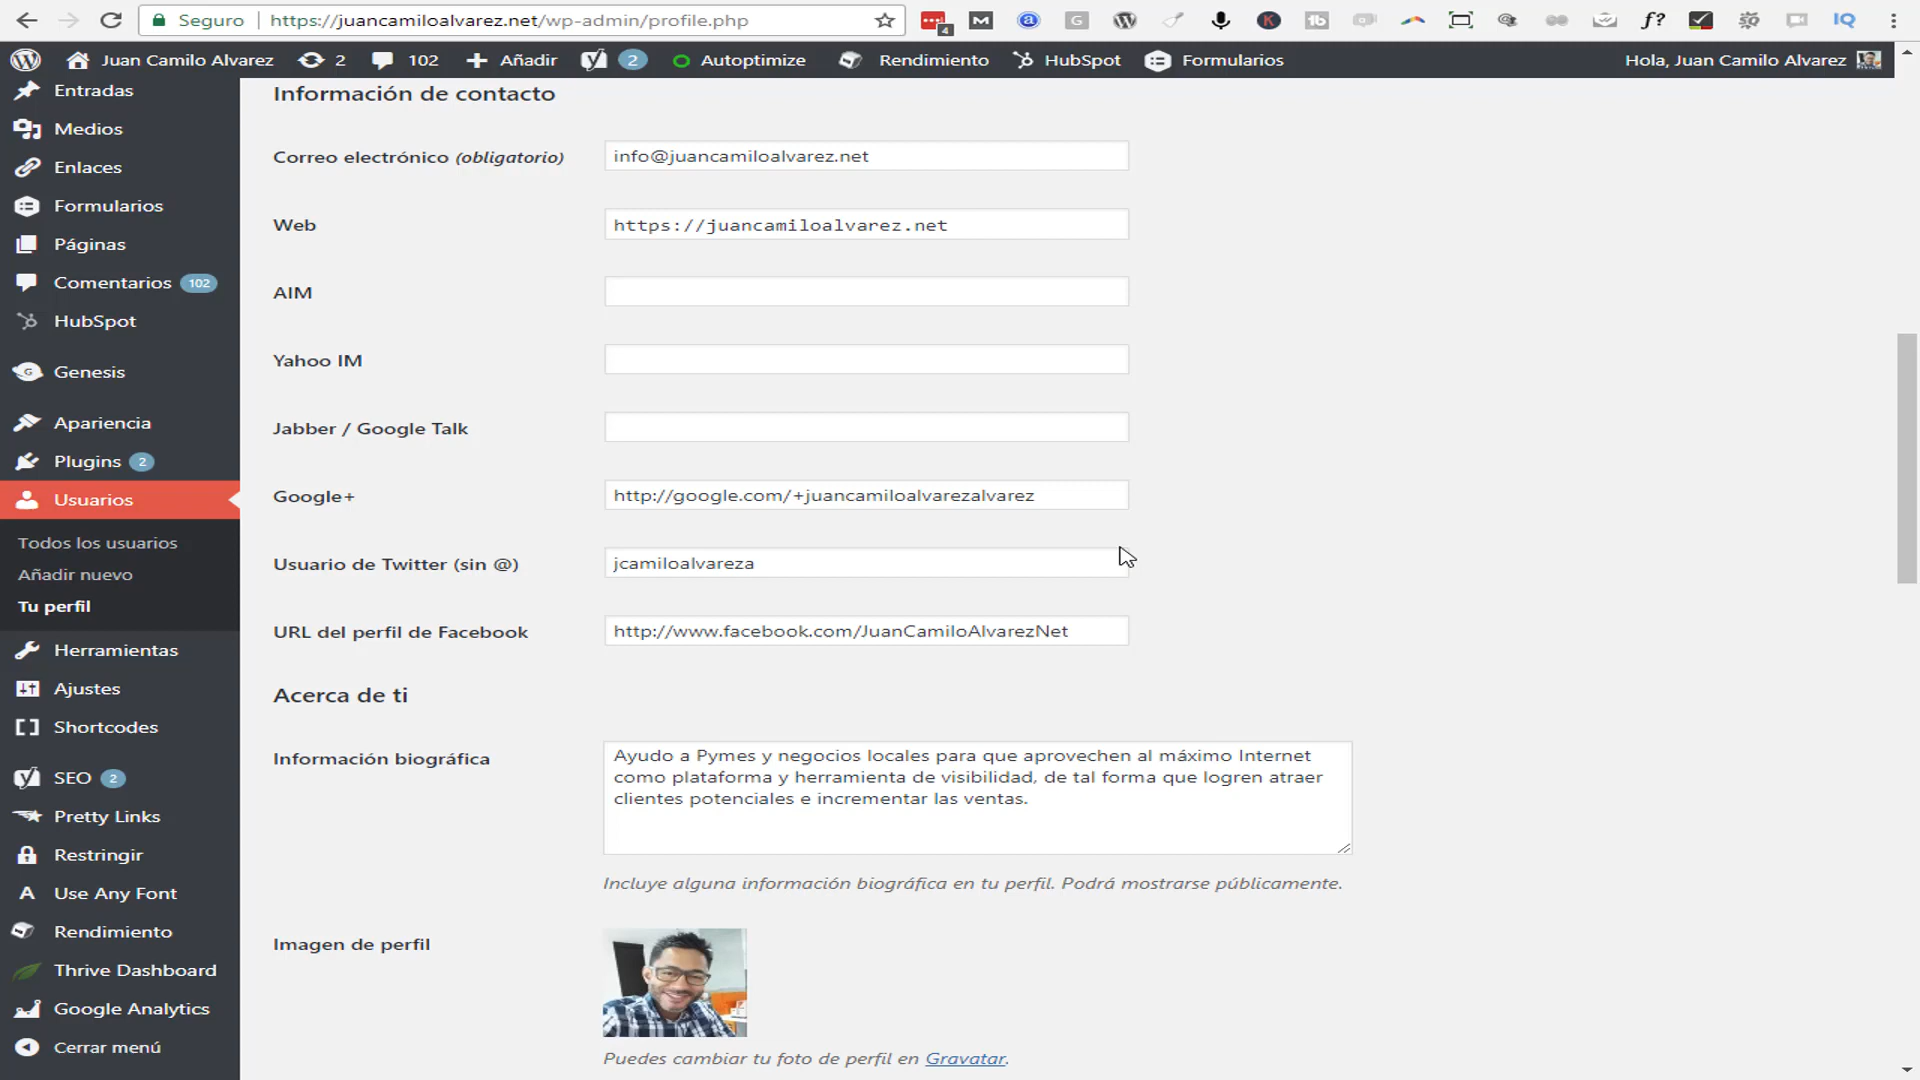 Seguro
https://juancamiloalvarez.net/wp-admin/profile.php
4
IQ
Juan Camilo Alvarez
2
102
Añadir
2
Autoptimize
Rendimiento
HubSpot
Formularios
Hola, Juan Camilo Alvarez
Entradas
Medios
Enlaces
Formularios
Páginas
Comentarios 102
HubSpot
Genesis
Apariencia
Plugins 2
Usuarios
Todos los usuarios
Añadir nuevo
Tu perfil
Herramientas
Ajustes
Shortcodes
SEO 2
Pretty Links
Restringir
Use Any Font
Rendimiento
Thrive Dashboard
Google Analytics
Cerrar menú
Información de contacto
Correo electrónico (obligatorio)
info@juancamiloalvarez.net
Web
https://juancamiloalvarez.net
AIM
Yahoo IM
Jabber / Google Talk
Google+
http://google.com/+juancamiloalvarezalvarez
Usuario de Twitter (sin @)
jcamiloalvareza
URL del perfil de Facebook
http://www.facebook.com/JuanCamiloAlvarezNet
Acerca de ti
Información biográfica
Ayudo a Pymes y negocios locales para que aprovechen al máximo Internet
como plataforma y herramienta de visibilidad, de tal forma que logren atraer
clientes potenciales e incrementar las ventas.
Incluye alguna información biográfica en tu perfil. Podrá mostrarse públicamente.
Imagen de perfil
Puedes cambiar tu foto de perfil en Gravatar.